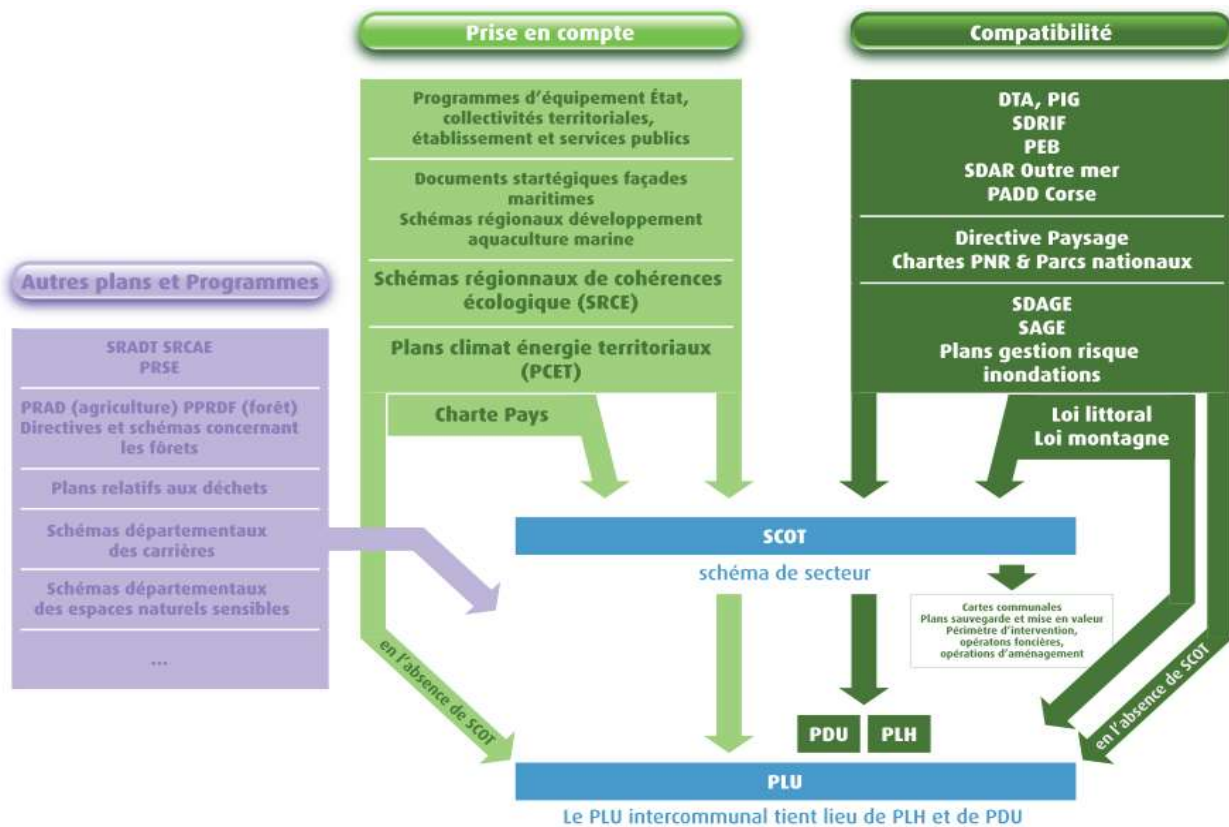 Prise en compte
Programmes d'équipement État,
collectivités territoriales,
établissement et services publics
Documents startégiques façades
maritimes
Schémas régionaux développement
aquaculture marine
Schémas régionnaux de cohérences
écologique (SRCE)
Plans climat énergie territoriaux
(PCET)
Charte Pays
en l'absence de SCOT
Compatibilité
DTA, PIG
SDRIF
PEB
SDAR Outre mer
PADD Corse
Directive Paysage
Chartes PNR & Parcs nationaux
SDAGE
SAGE
Plans gestion risque
inondations
Loi littoral
Loi montagne
en l'absence de SCOT
Autres plans et Programmes
SRADT SRCAE
PRSE
PRAD (agriculture) PPRDF (forêt)
Directives et schémas concernant
les fôrets
Plans relatifs aux déchets
Schémas départementaux
des carrières
Schémas départementaux
des espaces naturels sensibles
...
SCOT
schéma de secteur
Cartes communales
Plans sauvegarde et mise en valeur
Périmètre d'intervention,
opératons foncières,
opérations d'aménagement
PDU
PLH
PLU
Le PLU intercommunal tient lieu de PLH et de PDU